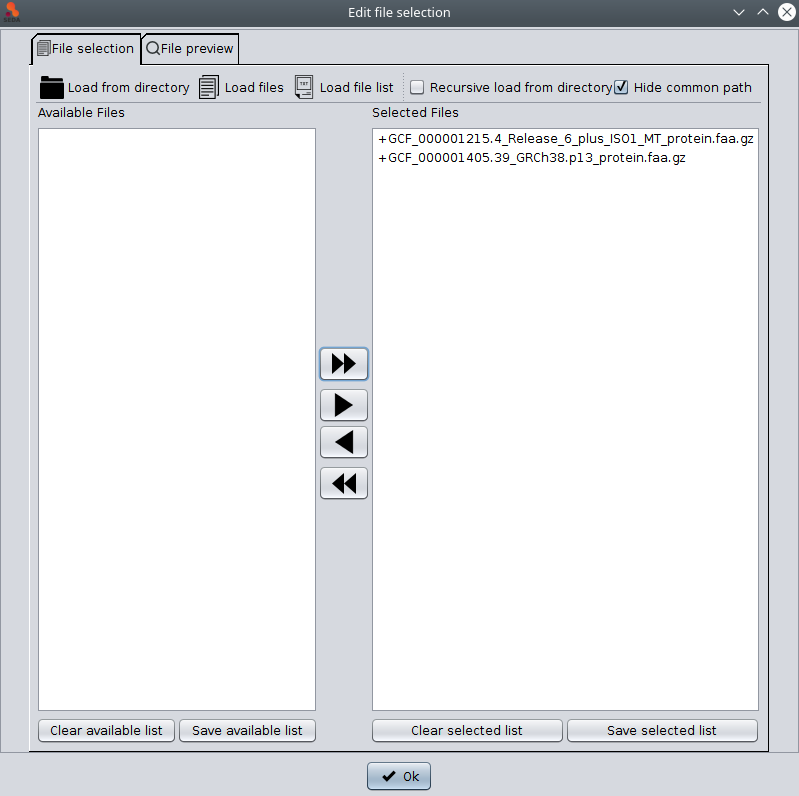 Edit file selection
File selection
File preview
Load from directory
Load files
TXT
Load file list
Recursive load from directory
Hide common path
Available Files
Selected Files
+GCF_000001215.4_Release_6_plus_ISO1_MT_protein.faa.gz
+GCF_000001405.39_GRCh38.p13_protein.faa.gz
Clear available list
Save available list
Clear selected list
Save selected list
Ok